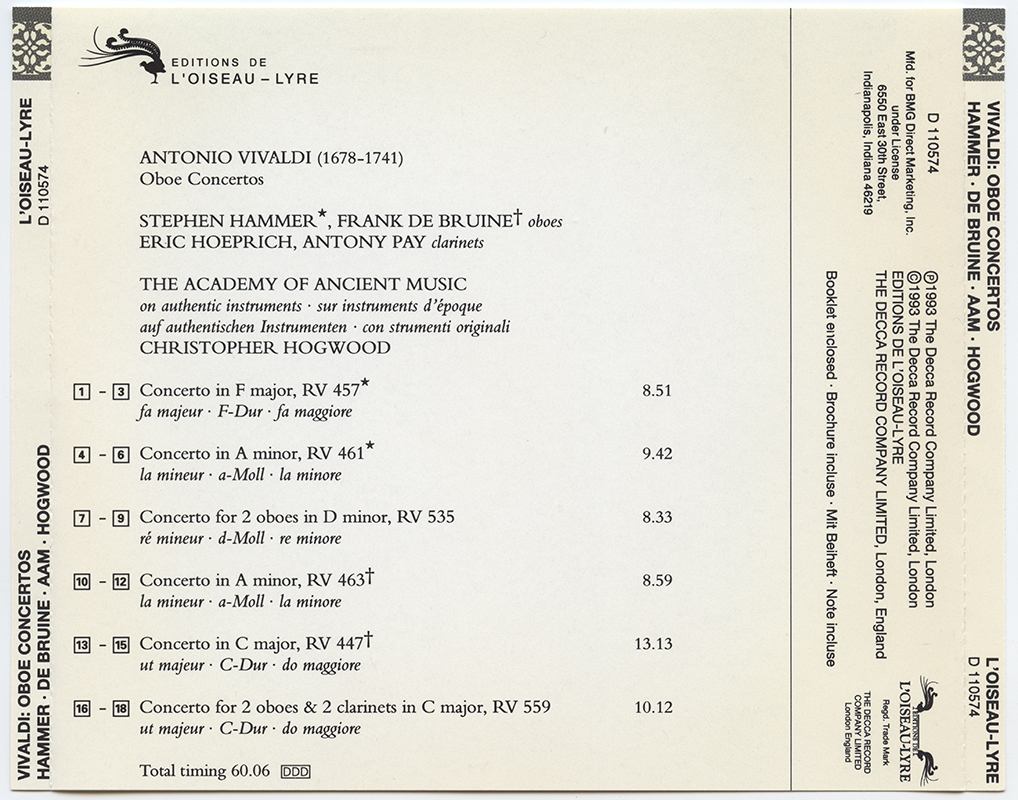 EDITIONS DE
L'OISEAU-LYRE
ANTONIO VIVALDI (1678-1741)
Oboe Concertos
STEPHEN HAMMER★, FRANK DE BRUINE† oboes
ERIC HOEPRICH, ANTONY PAY clarinets
THE ACADEMY OF ANCIENT MUSIC
on authentic instruments · sur instruments d'époque
auf authentischen Instrumenten · con strumenti originali
CHRISTOPHER HOGWOOD
1 - 3 Concerto in F major, RV 457★ 8.51
fa majeur · F-Dur · fa maggiore
4 - 6 Concerto in A minor, RV 461★ 9.42
la mineur · a-Moll · la minore
7 - 9 Concerto for 2 oboes in D minor, RV 535 8.33
ré mineur · d-Moll · re minore
10 - 12 Concerto in A minor, RV 463† 8.59
la mineur · a-Moll · la minore
13 - 15 Concerto in C major, RV 447† 13.13
ut majeur · C-Dur · do maggiore
16 - 18 Concerto for 2 oboes & 2 clarinets in C major, RV 559 10.12
ut majeur · C-Dur · do maggiore
Total timing 60.06 DDD
VIVALDI: OBOE CONCERTOS
HAMMER · DE BRUINE · AAM · HOGWOOD
L'OISEAU-LYRE
D 110574
D 110574
Mfd. for BMG Direct Marketing, Inc.
under License
6550 East 30th Street,
Indianapolis, Indiana 46219
℗1993 The Decca Record Company Limited, London
©1993 The Decca Record Company Limited, London
EDITIONS DE L'OISEAU-LYRE
THE DECCA RECORD COMPANY LIMITED, London, England
Booklet enclosed · Brochure incluse · Mit Beiheft · Note incluse
EDITIONS DE
L'OISEAU-LYRE
Regd. Trade Mark
THE DECCA RECORD
COMPANY LIMITED
London England
VIVALDI: OBOE CONCERTOS
HAMMER · DE BRUINE · AAM · HOGWOOD
L'OISEAU-LYRE
D 110574